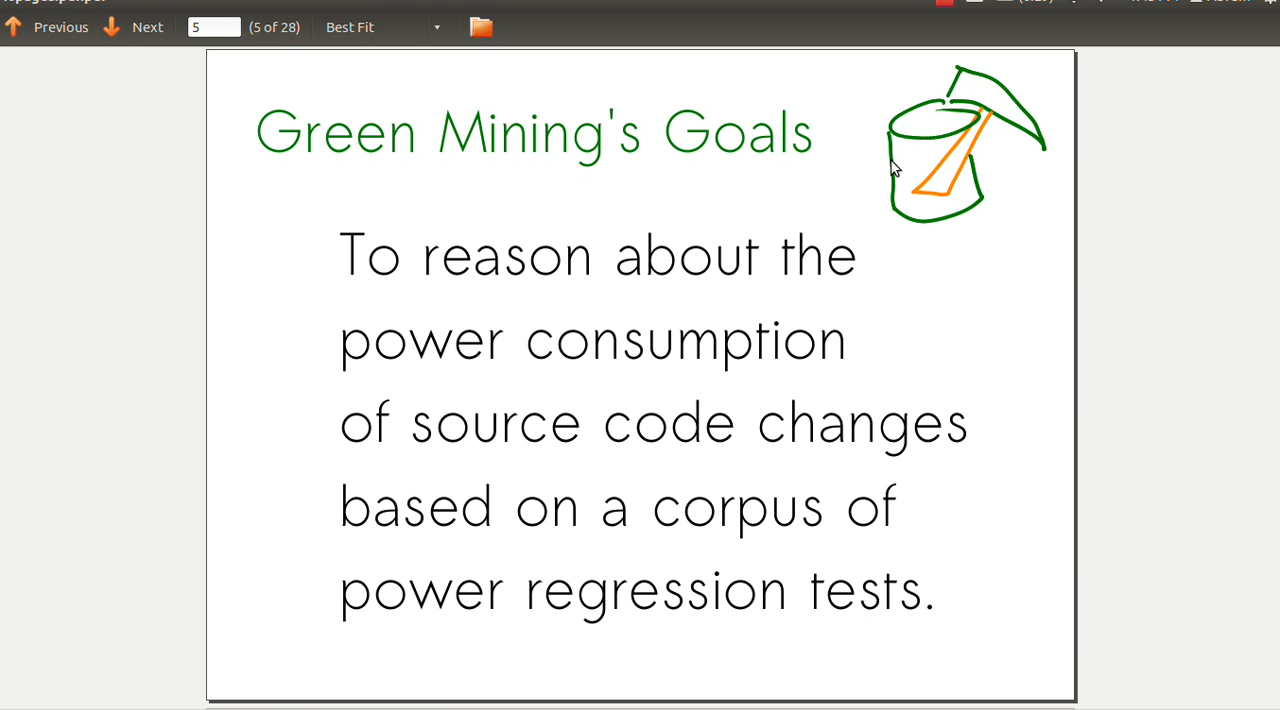 Previous Next 5 (5 of 28) Best Fit
Green Mining's Goals
To reason about the
power consumption
of source code changes
based on a corpus of
power regression tests.